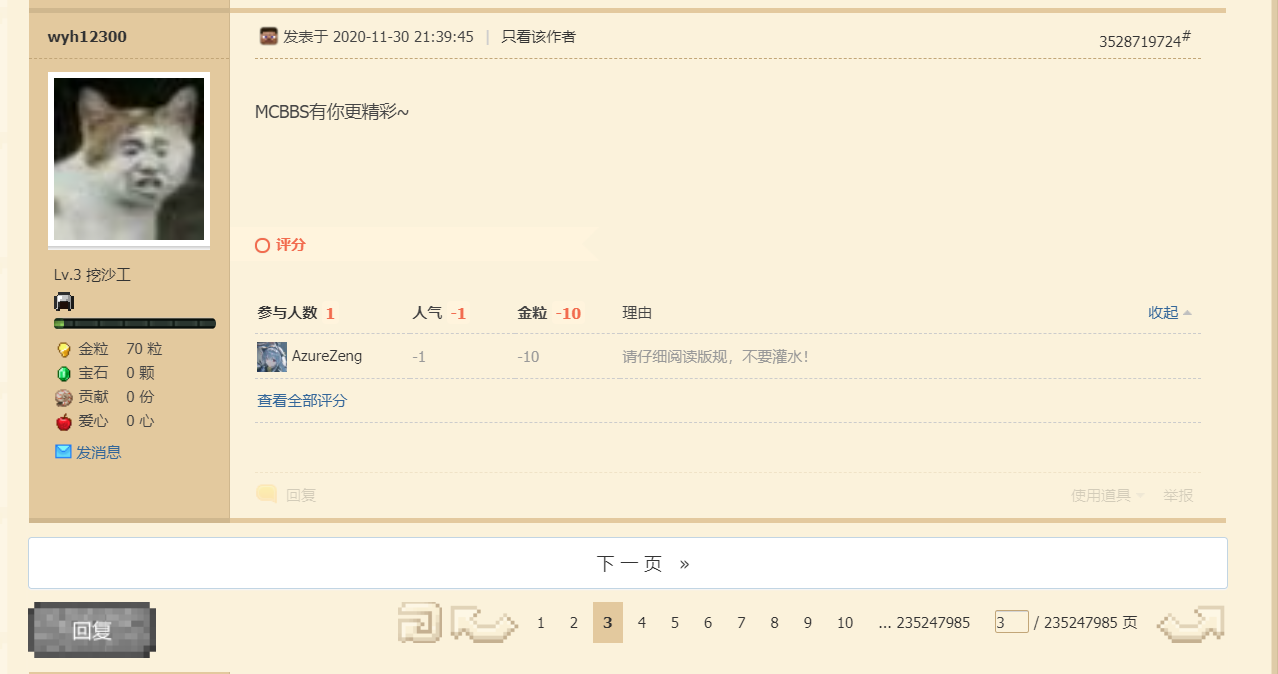 wyh12300
发表于 2020-11-30 21:39:45 | 只看该作者
3528719724#
MCBBS有你更精彩~
Lv.3 挖沙工
金粒 70 粒
宝石 0 颗
贡献 0 份
爱心 0 心
发消息
评分
参与人数 1 人气 -1 金粒 -10 理由 收起
AzureZeng -1 -10 请仔细阅读版规，不要灌水！
查看全部评分
回复 使用道具 举报
下一页 »
回复
1 2 3 4 5 6 7 8 9 10 ... 235247985 3 / 235247985 页